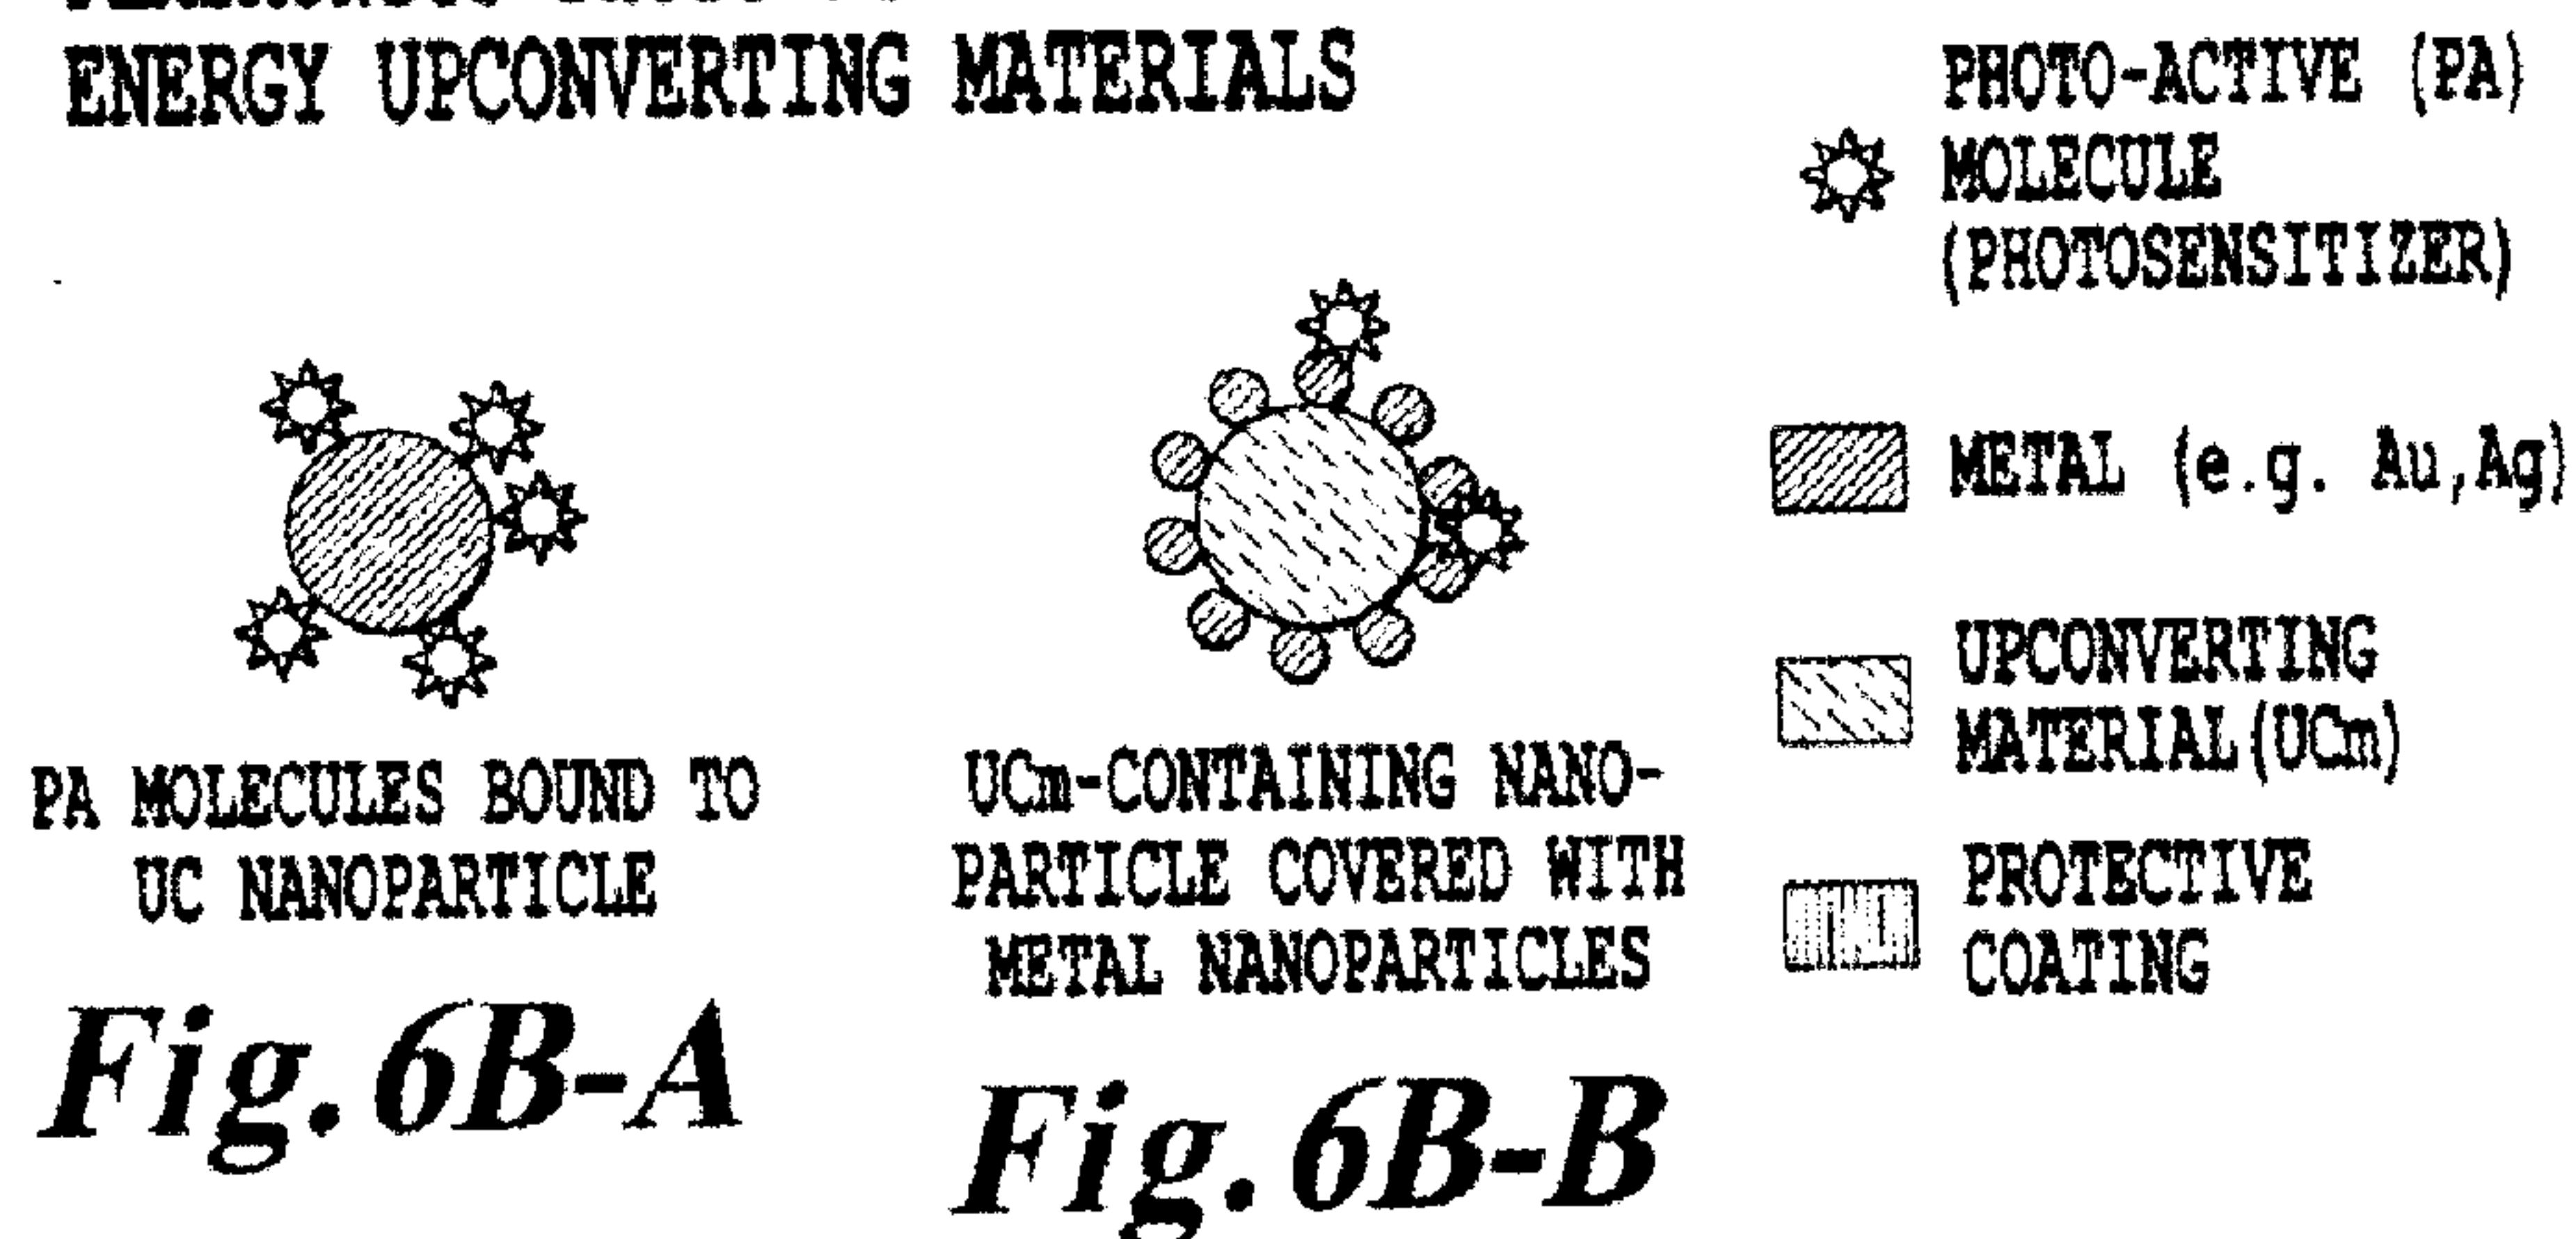 ENERGY UPCONVERTING MATERIALS
PHOTO-ACTIVE (PA)
MOLECULE
(PHOTOSENSITIZER)
METAL (e.g. Au,Ag)
UPCONVERTING
MATERIAL(UCm)
PROTECTIVE
COATING
PA MOLECULES BOUND TO
UC NANOPARTICLE
Fig. 6B-A
UCm-CONTAINING NANO-
PARTICLE COVERED WITH
METAL NANOPARTICLES
Fig. 6B-B